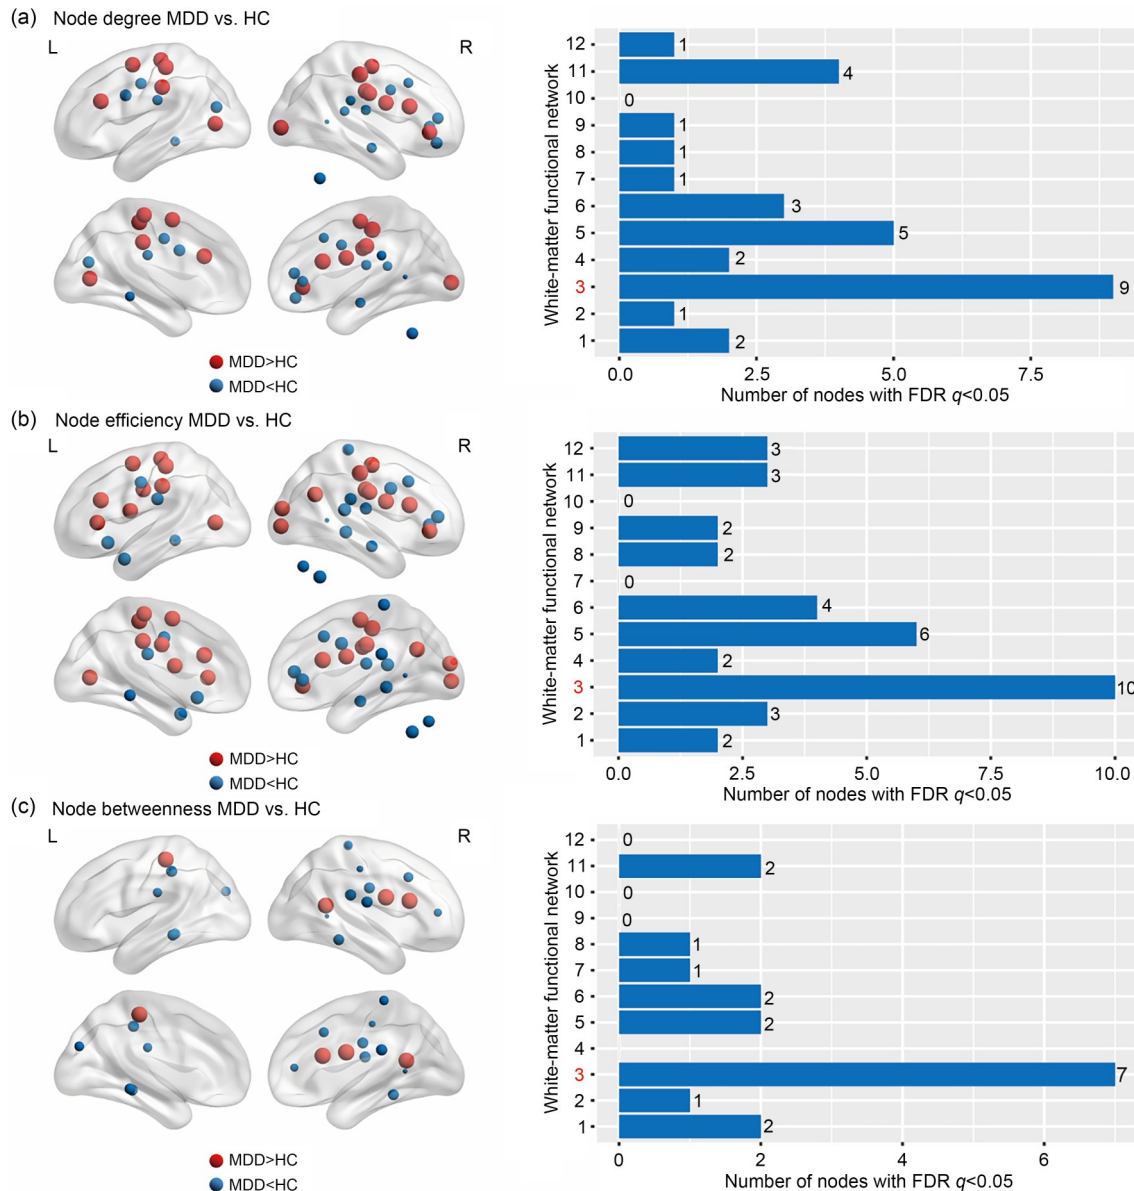 (a) Node degree MDD vs. HC
L
R
MDD>HC
MDD<HC
White-matter functional network
12
1
11
4
10
0
9
1
8
1
7
1
6
3
5
5
4
2
3
9
2
1
1
2
0.0 2.5 5.0 7.5
Number of nodes with FDR q<0.05
(b) Node efficiency MDD vs. HC
L
R
MDD>HC
MDD<HC
White-matter functional network
12
3
11
3
10
0
9
2
8
2
7
0
6
4
5
6
4
2
3
10
2
3
1
2
0.0 2.5 5.0 7.5 10.0
Number of nodes with FDR q<0.05
(c) Node betweenness MDD vs. HC
L
R
MDD>HC
MDD<HC
White-matter functional network
12
0
11
2
10
0
9
0
8
1
7
1
6
2
5
2
4
3
7
2
1
1
2
0 2 4 6
Number of nodes with FDR q<0.05